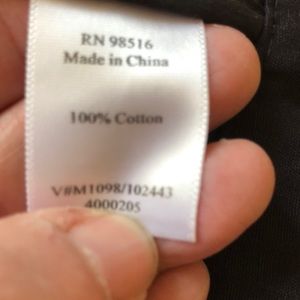 RN 98516
Made in China
100% Cotton
V#M1098/102443
4000205